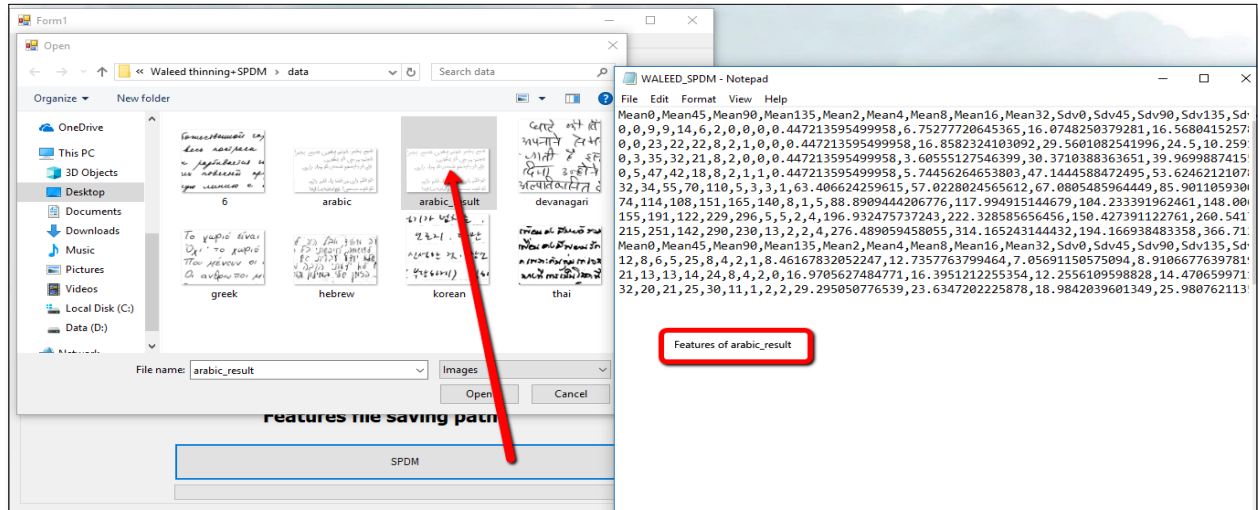 Form1
Open
Waleed thinning+SPDM > data
Search data
Organize
New folder
OneDrive
This PC
3D Objects
Desktop
Documents
Downloads
Music
Pictures
Videos
Local Disk (C:)
Data (D:)
Network
6
arabic
arabic_result
devanagari
Το χωριό είναι
greek
hebrew
korean
thai
File name:
arabic_result
Images
Open
Cancel
Features file saving path
SPDM
WALEED_SPDM - Notepad
File Edit Format View Help
Mean0,Mean45,Mean90,Mean135,Mean2,Mean4,Mean8,Mean16,Mean32,Sdv0,Sdv45,Sdv90,Sdv135,Sd
0,0,9,9,14,6,2,0,0,0,0.447213595499958,6.75277720645365,16.0748250379281,16.5680415257
0,0,23,22,22,8,2,1,0,0,0.447213595499958,16.8582324103092,29.5601082541996,24.5,10.259
0,3,35,32,21,8,2,0,0,0.447213595499958,3.60555127546399,30.3710388363651,39.9699887415
0,5,47,42,18,8,2,1,1,0.447213595499958,5.74456264653803,47.1444588472495,53.6246212107
32,34,55,70,110,5,3,3,1,63.406624259615,57.0228024565612,67.0805485964449,85.901105930
74,114,108,151,165,140,8,1,5,88.8909444206776,117.994915144679,104.233391962461,148.00
155,191,122,229,296,5,5,2,4,196.932475737243,222.328585656456,150.427391122761,260.541
215,251,142,290,230,13,2,2,4,276.489059458055,314.165243144432,194.166938483358,366.71
Mean0,Mean45,Mean90,Mean135,Mean2,Mean4,Mean8,Mean16,Mean32,Sdv0,Sdv45,Sdv90,Sdv135,Sd
12,8,6,5,25,8,4,2,1,8.46167832052247,12.7357763799464,7.05691150575094,8.9106677639781
21,13,13,14,24,8,4,2,0,16.9705627484771,16.3951212255354,12.2556109598828,14.470659971
32,20,21,25,30,11,1,2,2,29.295050776539,23.6347202225878,18.9842039601349,25.980762113
Features of arabic_result